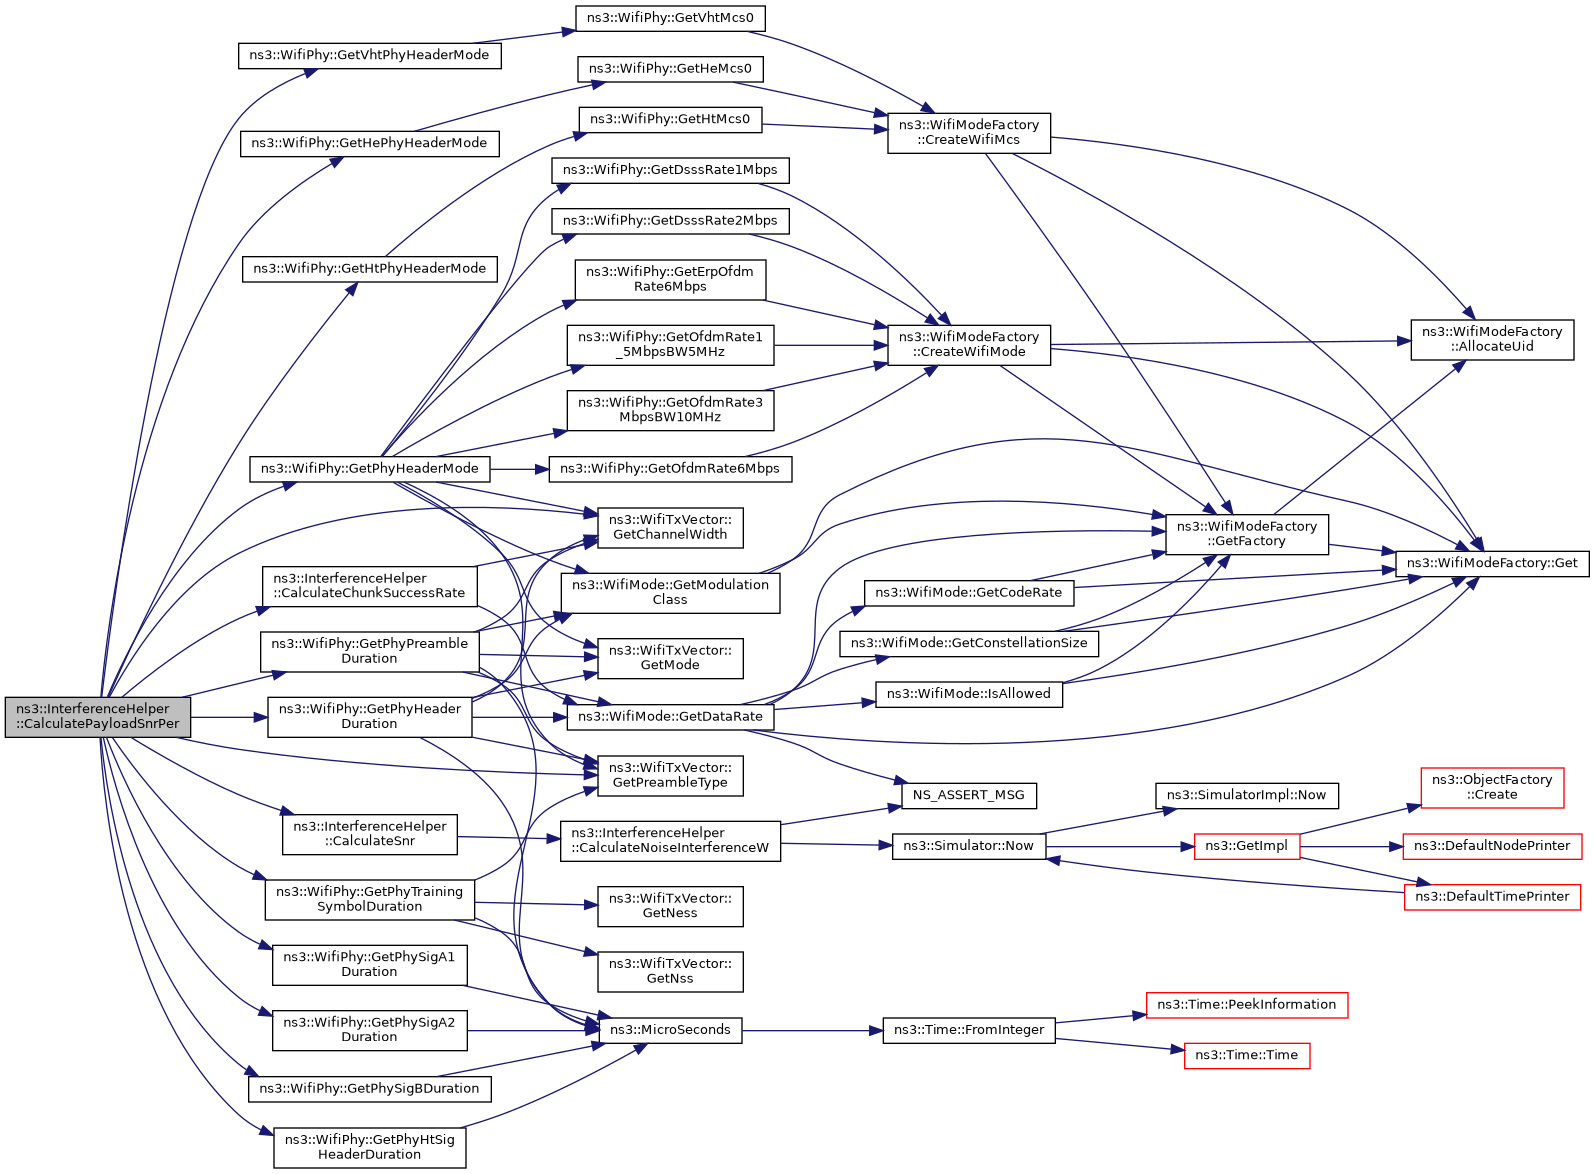 ns3::InterferenceHelper
::CalculatePayloadSnrPer
ns3::WifiPhy::GetVhtPhyHeaderMode
ns3::WifiPhy::GetHePhyHeaderMode
ns3::WifiPhy::GetHtPhyHeaderMode
ns3::WifiPhy::GetPhyHeaderMode
ns3::InterferenceHelper
::CalculateChunkSuccessRate
ns3::WifiPhy::GetPhyPreamble
Duration
ns3::WifiPhy::GetPhyHeader
Duration
ns3::InterferenceHelper
::CalculateSnr
ns3::WifiPhy::GetPhyTraining
SymbolDuration
ns3::WifiPhy::GetPhySigA1
Duration
ns3::WifiPhy::GetPhySigA2
Duration
ns3::WifiPhy::GetPhySigBDuration
ns3::WifiPhy::GetPhyHtSig
HeaderDuration
ns3::WifiPhy::GetVhtMcs0
ns3::WifiPhy::GetHeMcs0
ns3::WifiPhy::GetHtMcs0
ns3::WifiPhy::GetDsssRate1Mbps
ns3::WifiPhy::GetDsssRate2Mbps
ns3::WifiPhy::GetErpOfdm
Rate6Mbps
ns3::WifiPhy::GetOfdmRate1
_5MbpsBW5MHz
ns3::WifiPhy::GetOfdmRate3
MbpsBW10MHz
ns3::WifiPhy::GetOfdmRate6Mbps
ns3::WifiTxVector::
GetChannelWidth
ns3::WifiMode::GetModulation
Class
ns3::WifiTxVector::
GetMode
ns3::WifiMode::GetDataRate
ns3::WifiTxVector::
GetPreambleType
ns3::InterferenceHelper
::CalculateNoiseInterferenceW
ns3::WifiTxVector::
GetNess
ns3::WifiTxVector::
GetNss
ns3::MicroSeconds
ns3::WifiModeFactory
::CreateWifiMcs
ns3::WifiModeFactory
::CreateWifiMode
ns3::WifiMode::GetCodeRate
ns3::WifiMode::GetConstellationSize
ns3::WifiMode::IsAllowed
NS_ASSERT_MSG
ns3::Simulator::Now
ns3::Time::FromInteger
ns3::WifiModeFactory
::GetFactory
ns3::SimulatorImpl::Now
ns3::GetImpl
ns3::Time::PeekInformation
ns3::Time::Time
ns3::WifiModeFactory
::AllocateUid
ns3::WifiModeFactory::Get
ns3::ObjectFactory
::Create
ns3::DefaultNodePrinter
ns3::DefaultTimePrinter